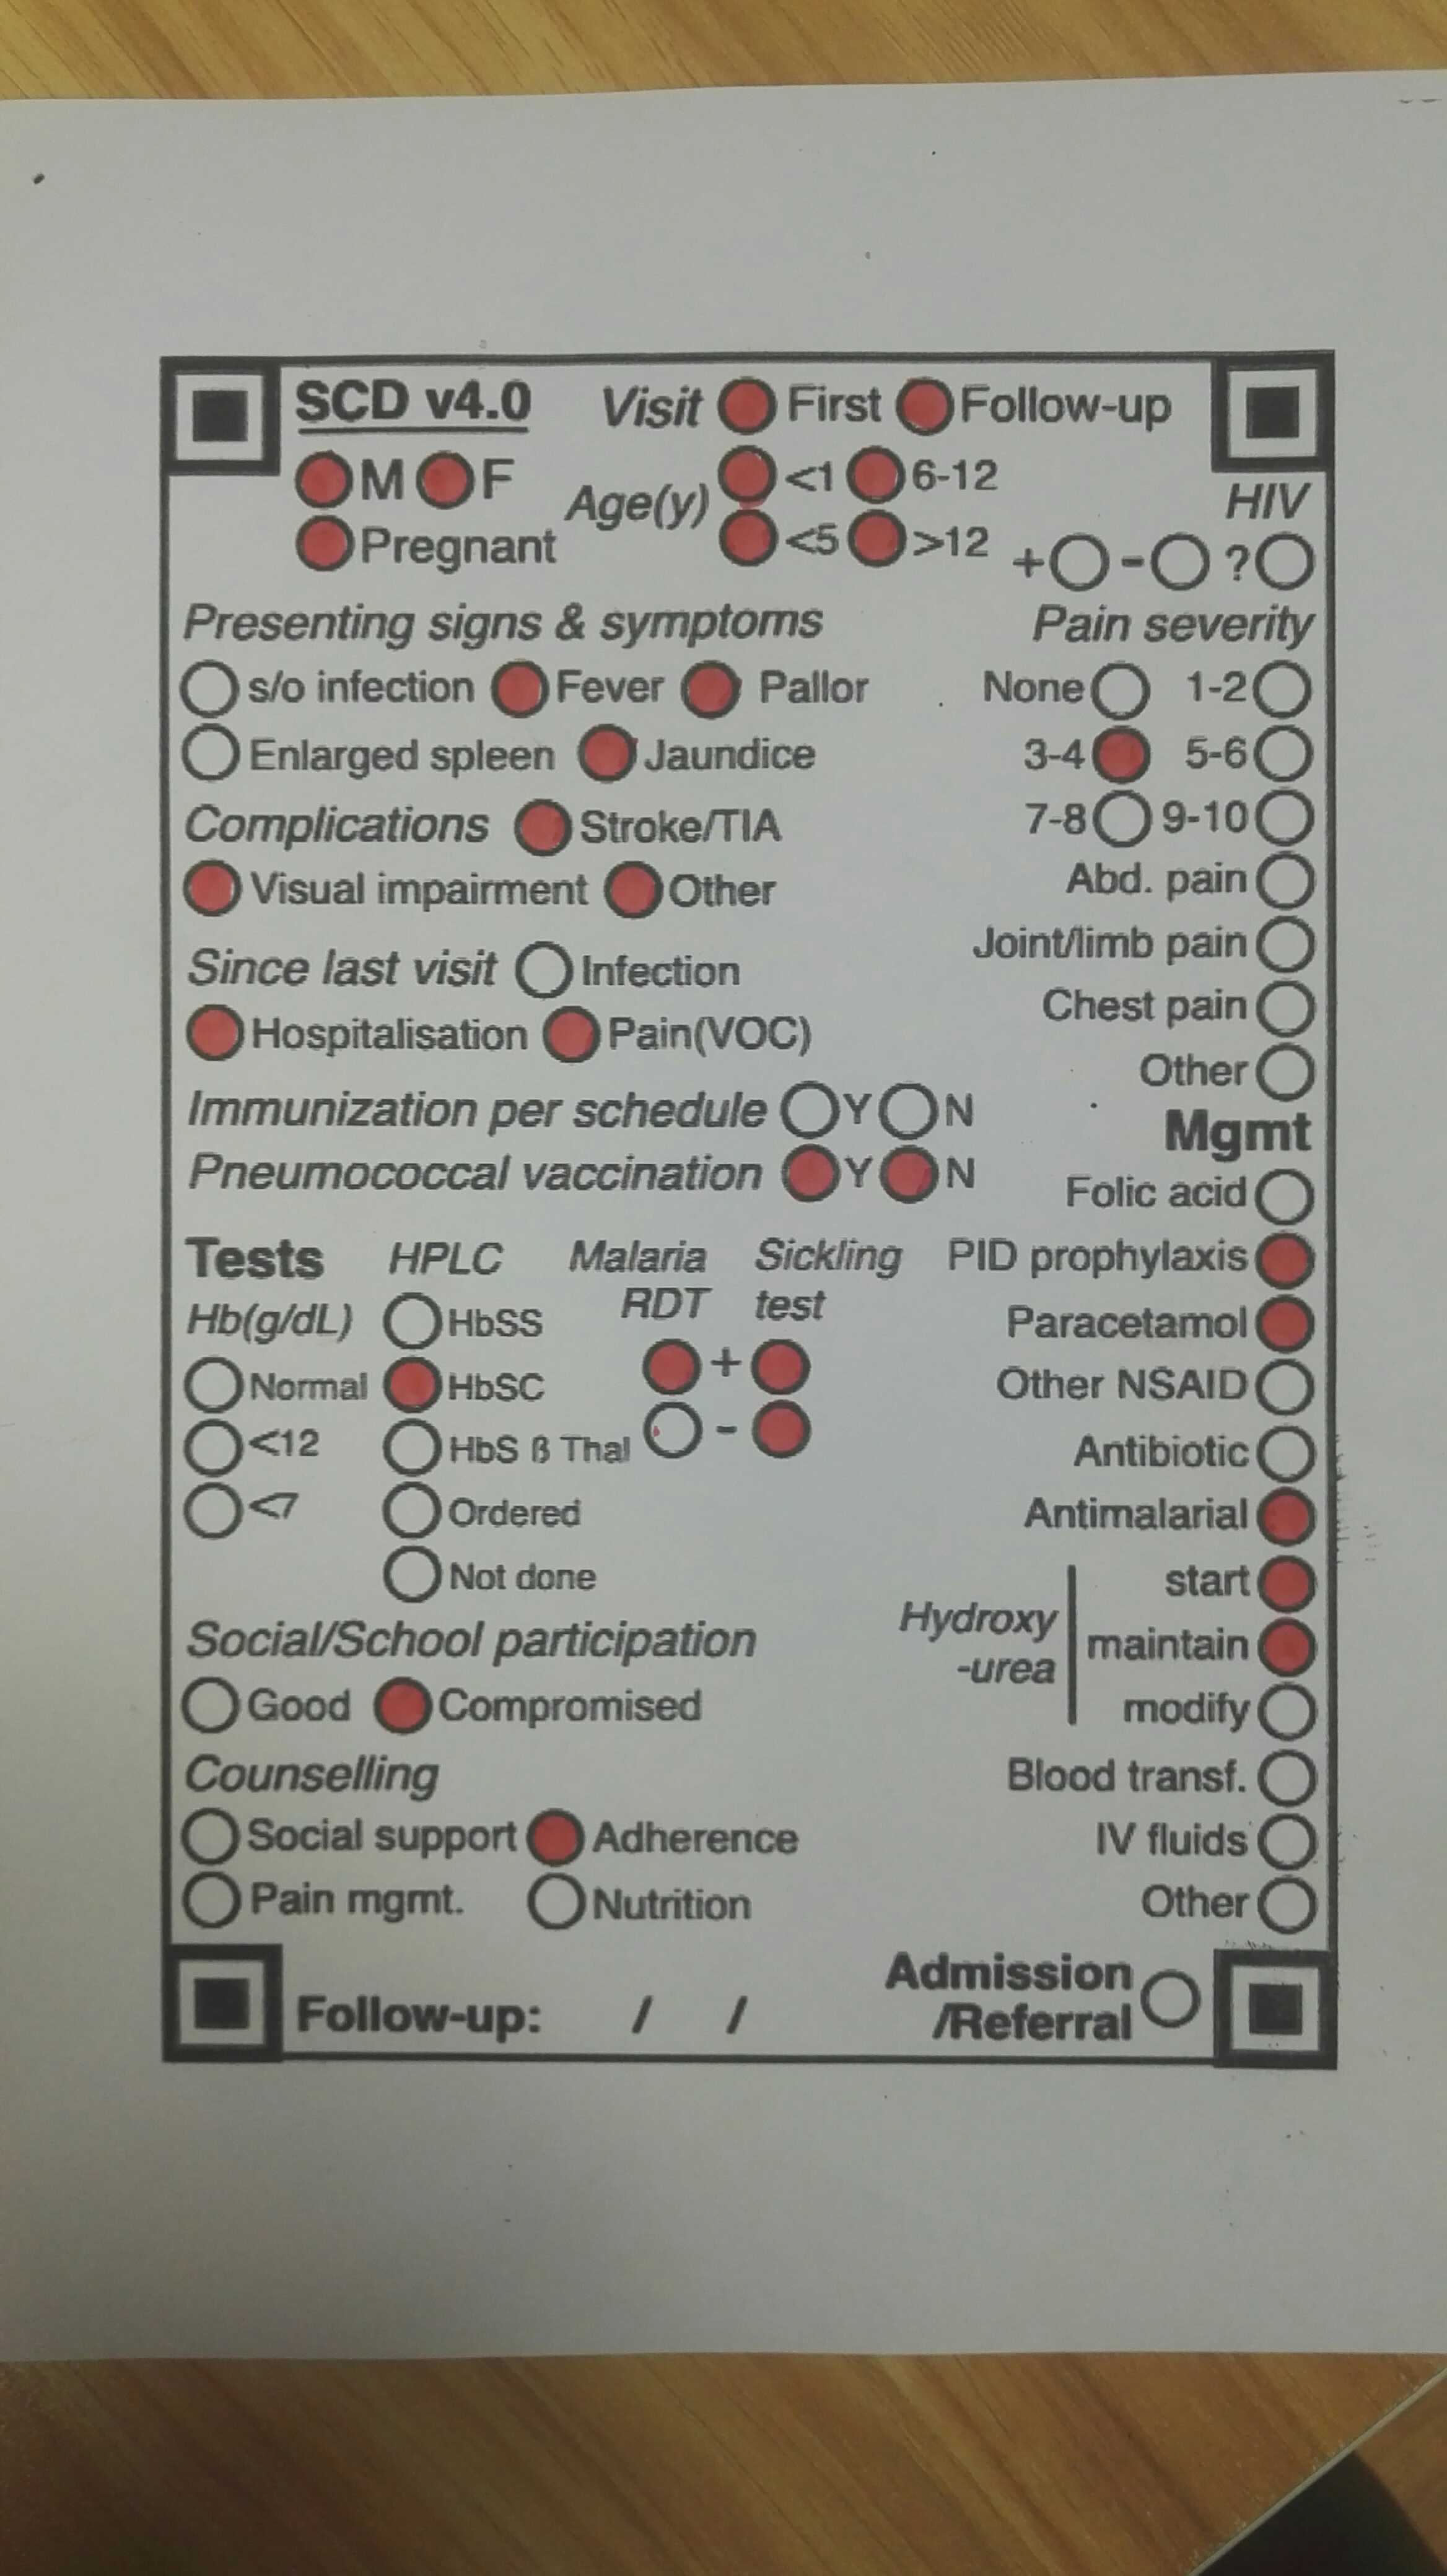 SCD v4.0 Visit First Follow-up
M F Age(y) <1 6-12
Pregnant <5 >12
HIV
+ - ?
Presenting signs & symptoms
s/o infection Fever Pallor
Enlarged spleen Jaundice
Complications Stroke/TIA
Visual impairment Other
Since last visit Infection
Hospitalisation Pain(VOC)
Immunization per schedule Y N
Pneumococcal vaccination Y N
Pain severity
None 1-2
3-4 5-6
7-8 9-10
Abd. pain
Joint/limb pain
Chest pain
Other
Tests HPLC Malaria RDT Sickling test
Hb(g/dL) HbSS
Normal HbSC + 
<12 HbS ß Thal -
<7 Ordered
Not done
Social/School participation
Good Compromised
Counselling
Social support Adherence
Pain mgmt. Nutrition
Mgmt
Folic acid
PID prophylaxis
Paracetamol
Other NSAID
Antibiotic
Antimalarial
Hydroxy
-urea
start
maintain
modify
Blood transf.
IV fluids
Other
Follow-up: / /
Admission
/Referral